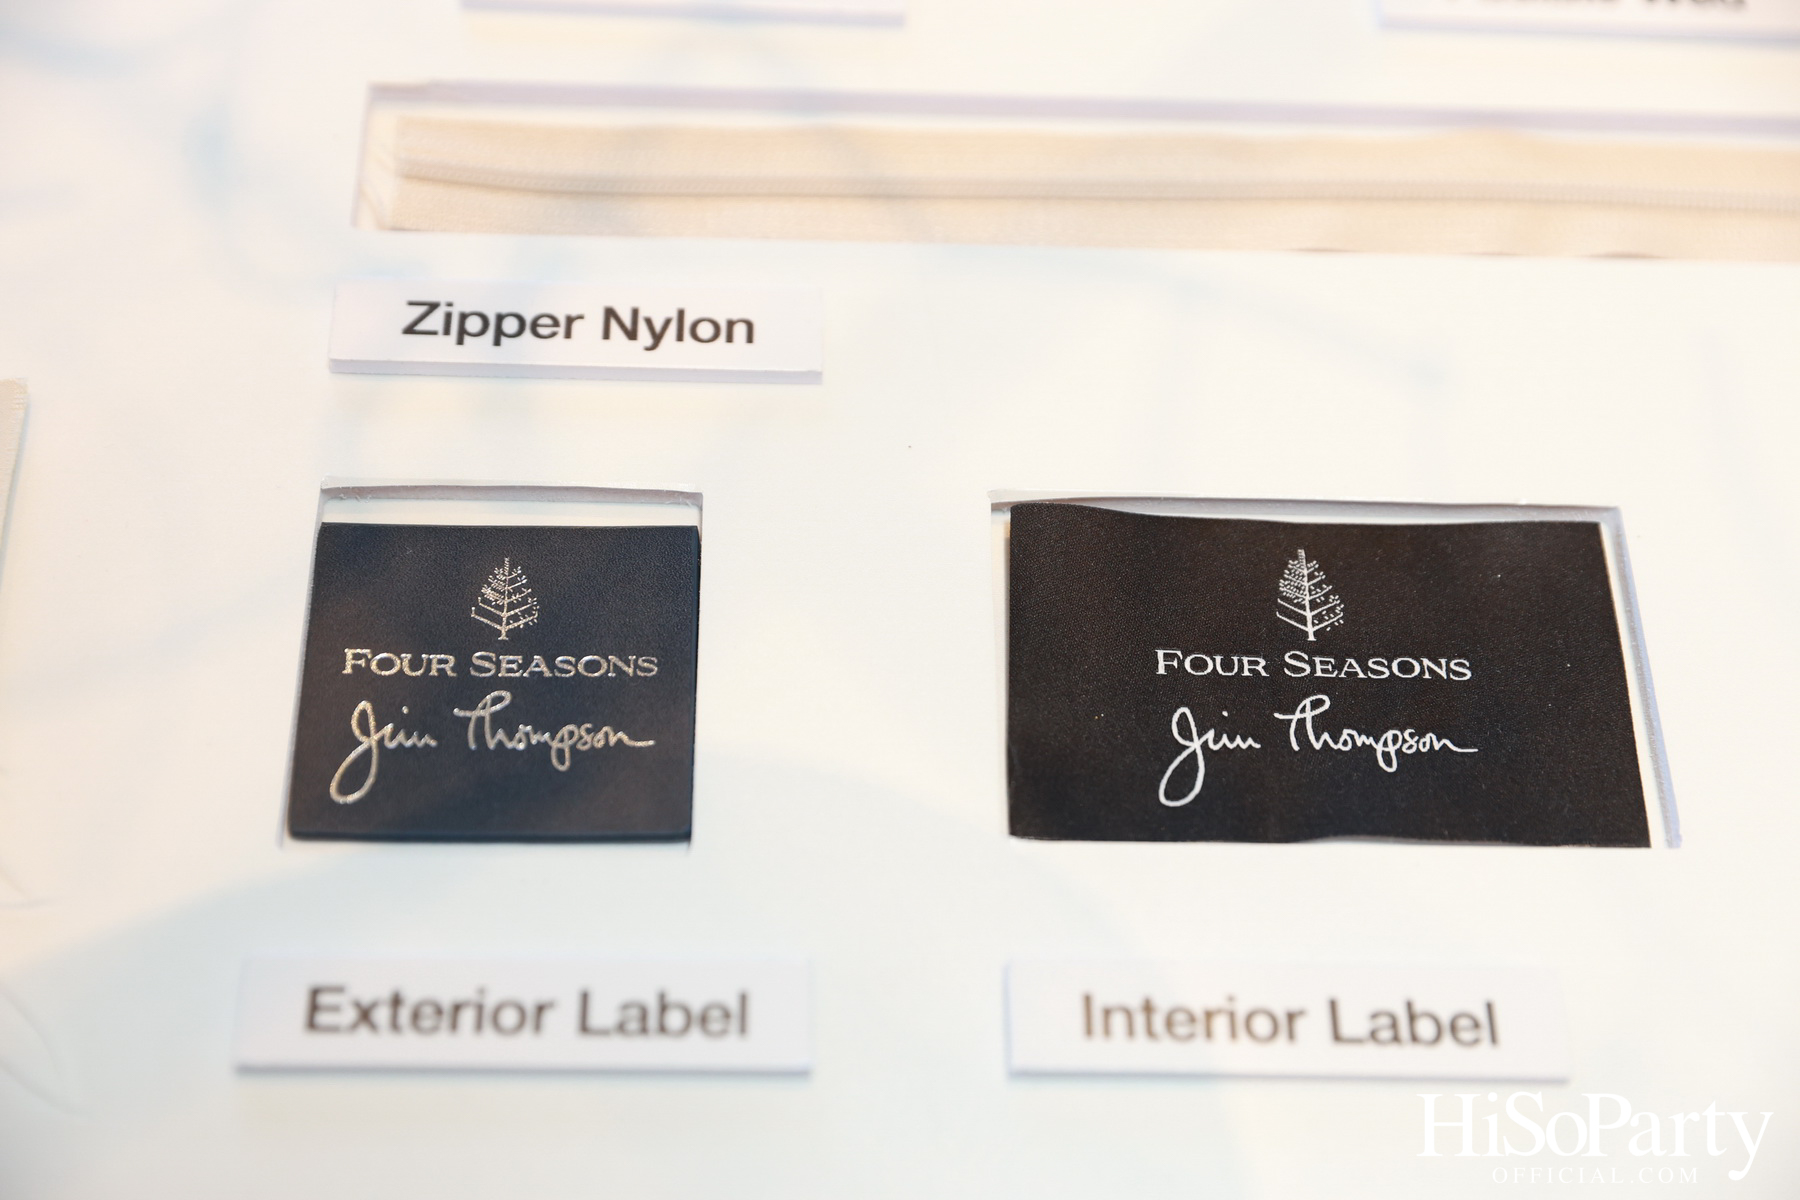 Zipper Nylon
FOUR SEASONS
Jim Thompson
FOUR SEASONS
Jim Thompson
Exterior Label
Interior Label
HiSoParty
OFFICIAL.COM